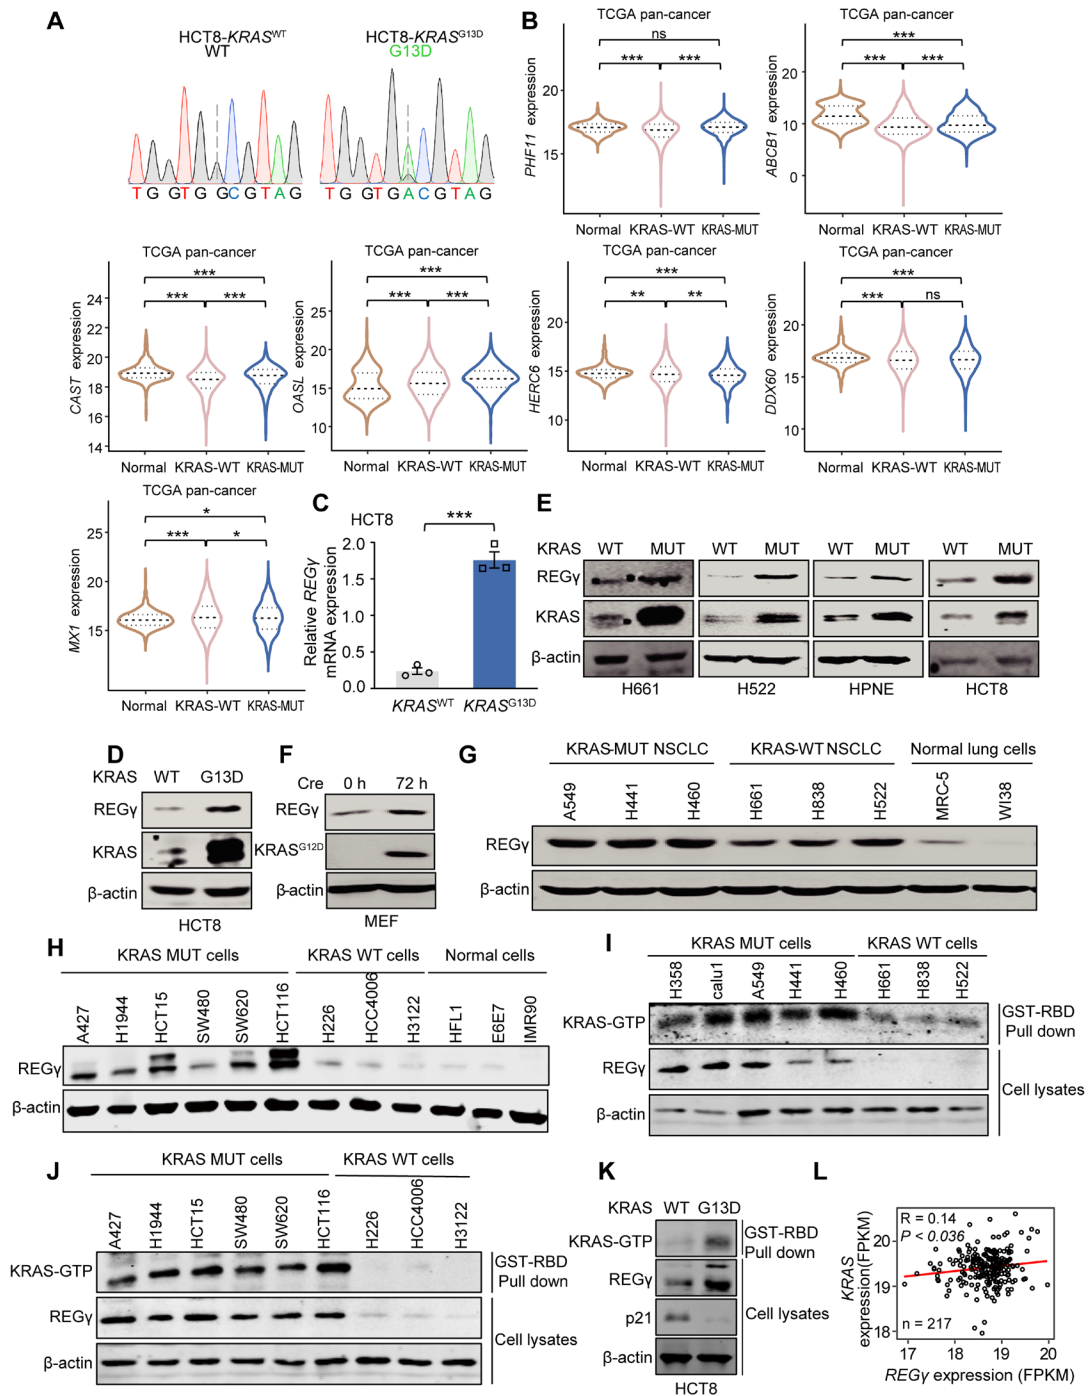 A
HCT8-KRASWT
WT
HCT8-KRASG13D
G13D
T G GT G GC G T A G
T G GTGAC G T A G
B
TCGA pan-cancer
ns
*** ***
PHF11 expression
20
15
Normal KRAS-WT KRAS-MUT
TCGA pan-cancer
***
*** ***
ABCB1 expression
20
10
0
Normal KRAS-WT KRAS-MUT
TCGA pan-cancer
***
*** ***
CAST expression
24
22
20
18
16
14
Normal KRAS-WT KRAS-MUT
TCGA pan-cancer
***
*** ***
OASL expression
25
20
15
10
Normal KRAS-WT KRAS-MUT
TCGA pan-cancer
***
** **
HERC6 expression
20
15
10
Normal KRAS-WT KRAS-MUT
TCGA pan-cancer
***
*** ns
DDX60 expression
20
15
10
Normal KRAS-WT KRAS-MUT
TCGA pan-cancer
*
*** *
MX1 expression
25
20
15
Normal KRAS-WT KRAS-MUT
C
HCT8
***
Relative REGγ
mRNA expression
2.0
1.5
1.0
0.5
0.0
KRASWT KRASG13D
E
KRAS WT MUT WT MUT WT MUT WT MUT
REGγ
KRAS
β-actin
H661 H522 HPNE HCT8
D
KRAS WT G13D
REGγ
KRAS
β-actin
HCT8
F
Cre 0 h 72 h
REGγ
KRASG12D
β-actin
MEF
G
KRAS-MUT NSCLC KRAS-WT NSCLC Normal lung cells
A549 H441 H460 H661 H838 H522 MRC-5 WI38
REGγ
β-actin
H
KRAS MUT cells KRAS WT cells Normal cells
A427 H1944 HCT15 SW480 SW620 HCT116 H226 HCC4006 H3122 HFL1 E6E7 IMR90
REGγ
β-actin
I
KRAS MUT cells KRAS WT cells
H358 calu1 A549 H441 H460 H661 H838 H522
KRAS-GTP
GST-RBD
Pull down
REGγ
β-actin
Cell lysates
J
KRAS MUT cells KRAS WT cells
A427 H1944 HCT15 SW480 SW620 HCT116 H226 HCC4006 H3122
KRAS-GTP
GST-RBD
Pull down
REGγ
β-actin
Cell lysates
K
KRAS WT G13D
KRAS-GTP
GST-RBD
Pull down
REGγ
p21
β-actin
Cell lysates
HCT8
L
R = 0.14
P < 0.036
n = 217
KRAS
expression(FPKM)
20
19
18
17 18 19 20
REGγ expression (FPKM)